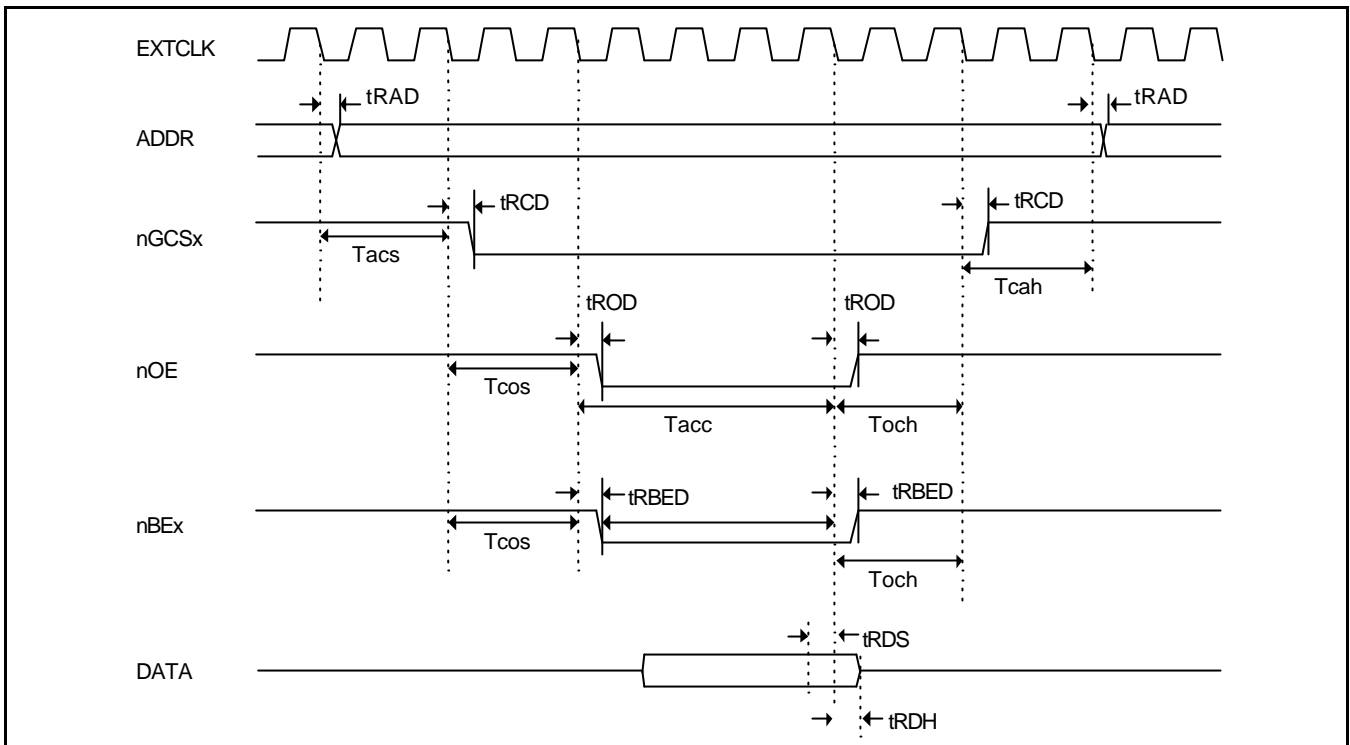 EXTCLK
tRAD
tRAD
ADDR
tRCD
tRCD
nGCSx
Tacs
Tcah
tROD
tROD
nOE
Tcos
Tacc
Toch
tRBED
tRBED
nBEx
Tcos
Toch
tRDS
DATA
tRDH